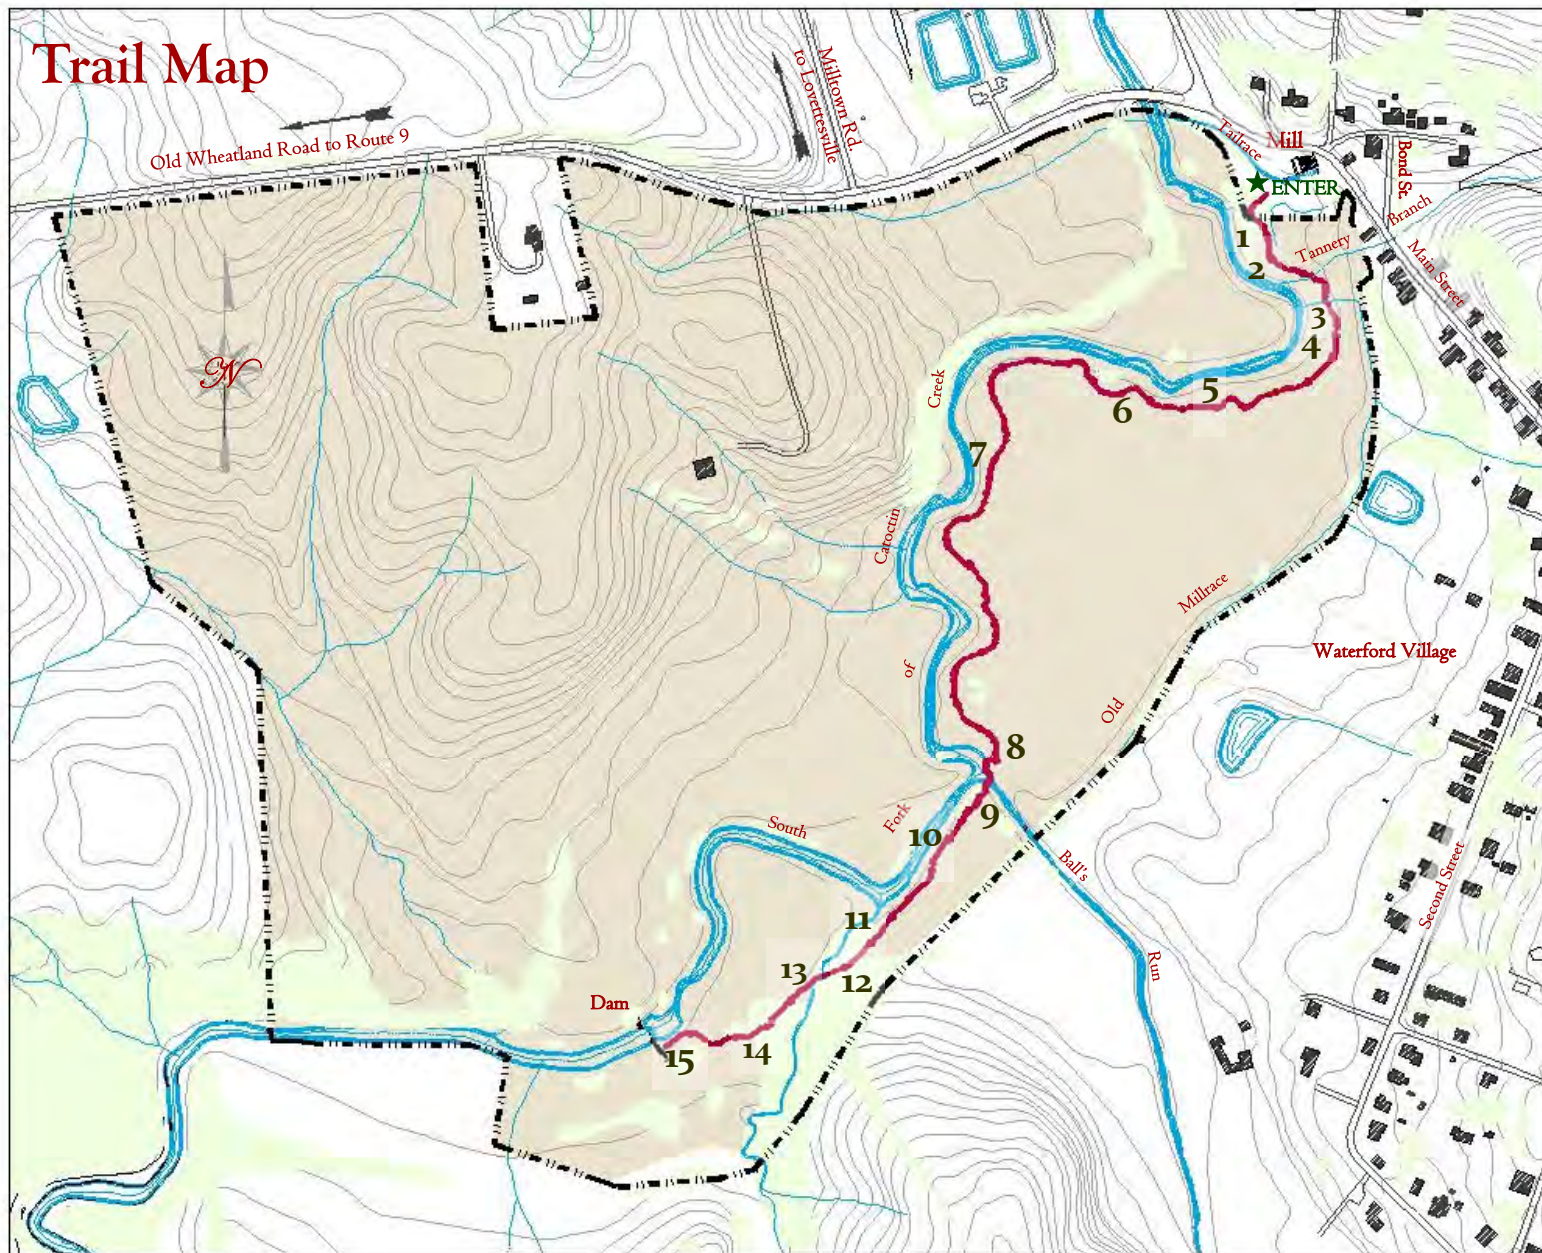 Trail Map
Old Wheatland Road to Route 9
Milltown Rd.
to Lovettesville
Tailrace
Mill
Bond St.
★ENTER
Branch
Tannery
Main Street
1
2
3
4
5
6
7
N
Creek
Catoctin
of
Millrace
Old
Waterford Village
8
9
10
Fork
South
11
Ball's
Run
Second Street
12
13
Dam
14
15